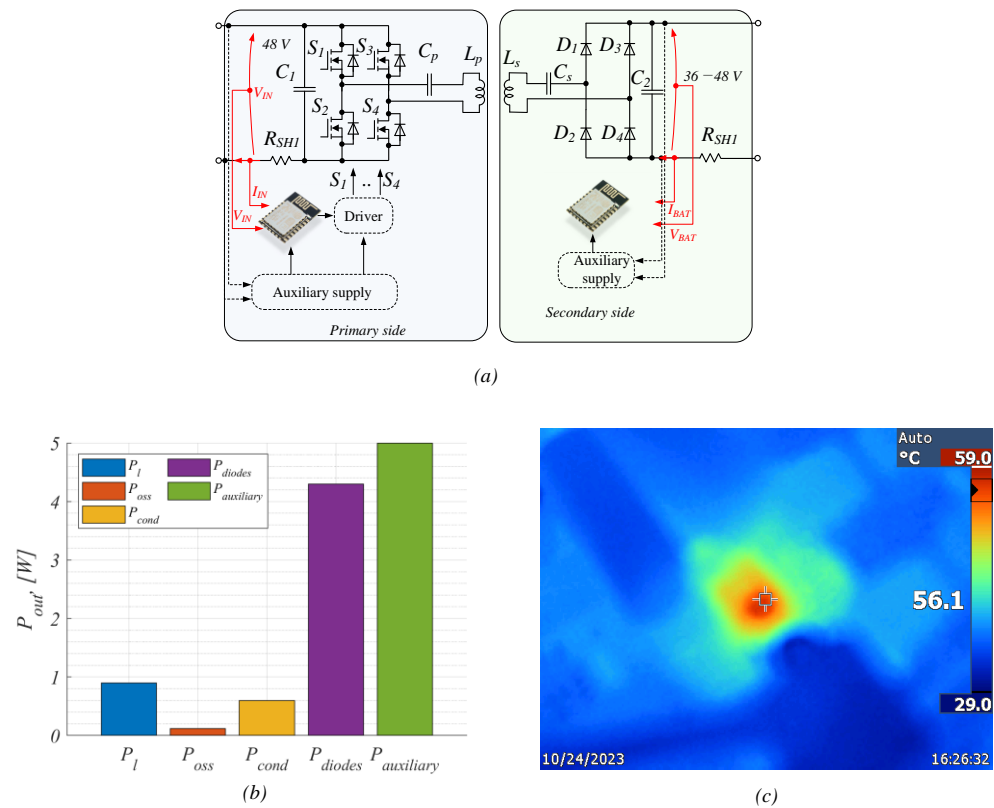 48 V
S1
S3
Cp
Lp
Ls
C1
VIN
S2
S4
RSH1
S1 .. S4
IIN
VIN
Driver
Auxiliary supply
Primary side
D1
D3
Cs
C2
36 – 48 V
D2
D4
RSH1
IBAT
VBAT
Auxiliary
supply
Secondary side
(a)
5
4
3
2
1
0
Pout, [W]
Pl
Poss
Pcond
Pdiodes
Pauxiliary
Pl
Poss
Pcond
Pdiodes
Pauxiliary
(b)
Auto
°C
59.0
56.1
29.0
10/24/2023
16:26:32
(c)